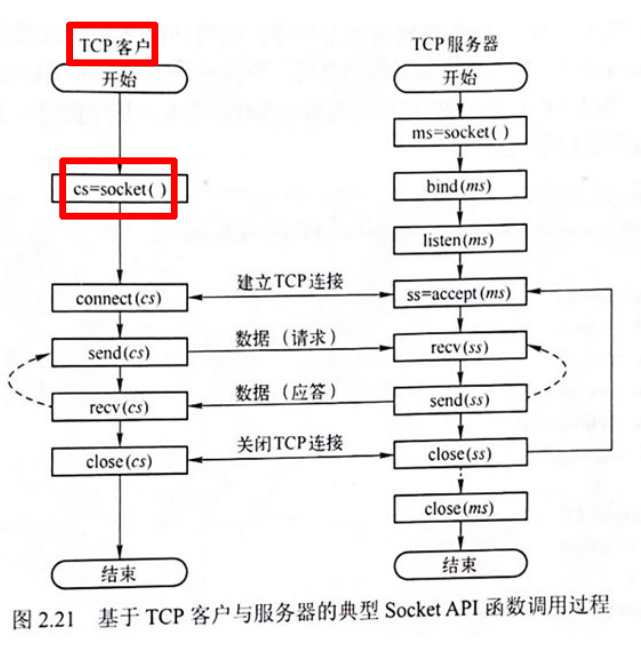 TCP客户
开始
cs=socket( )
connect(cs)
send(cs)
recv(cs)
close(cs)
结束
建立TCP连接
数据（请求）
数据（应答）
关闭TCP连接
TCP服务器
开始
ms=socket( )
bind(ms)
listen(ms)
ss=accept(ms)
recv(ss)
send(ss)
close(ss)
close(ms)
结束
图 2.21 基于 TCP 客户与服务器的典型 Socket API 函数调用过程